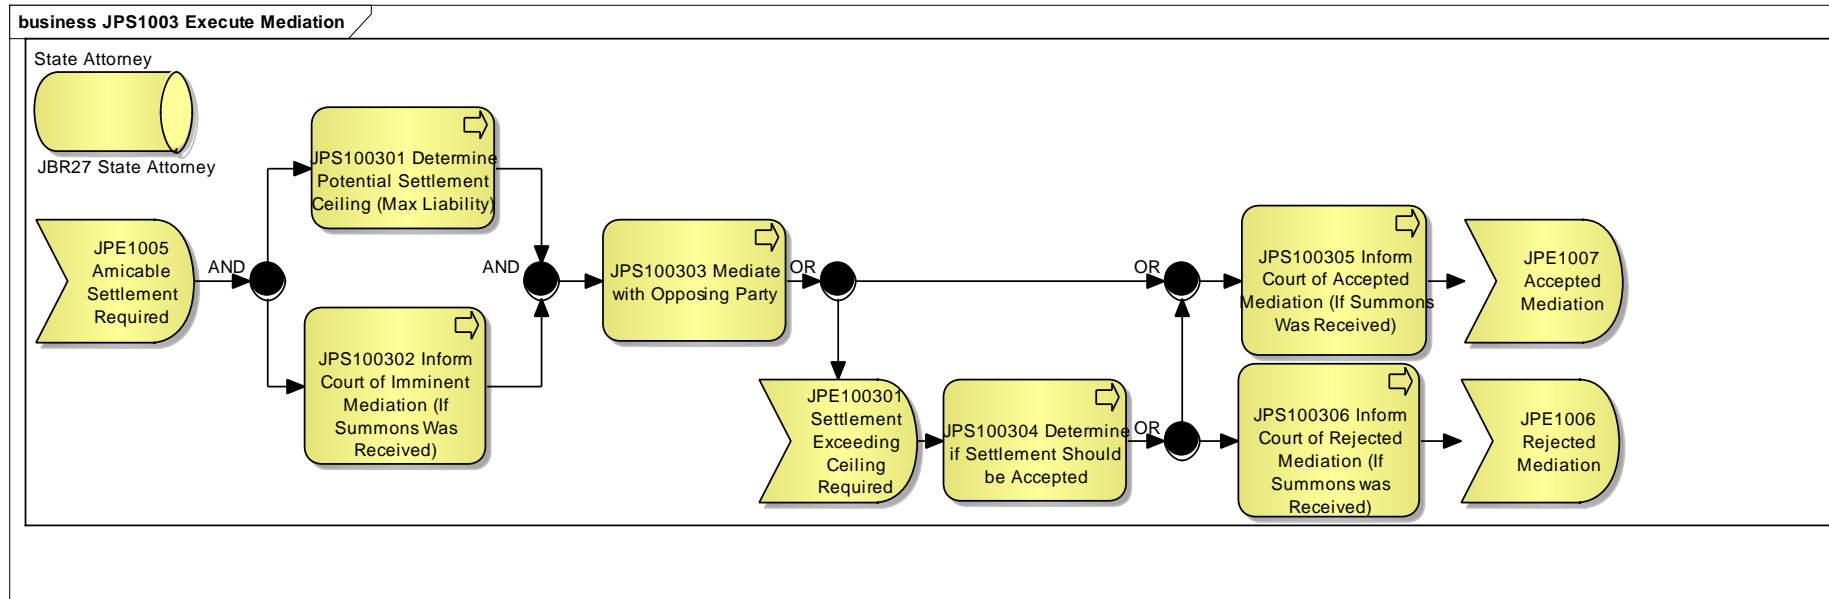 business JPS1003 Execute Mediation
State Attorney
JBR27 State Attorney
JPE1005
Amicable
Settlement
Required
AND
JPS100301 Determine
Potential Settlement
Ceiling (Max Liability)
JPS100302 Inform
Court of Imminent
Mediation (If
Summons Was
Received)
AND
JPS100303 Mediate
with Opposing Party
OR
JPE100301
Settlement
Exceeding
Ceiling
Required
JPS100304 Determine
if Settlement Should
be Accepted
OR
OR
JPS100305 Inform
Court of Accepted
Mediation (If Summons
Was Received)
JPE1007
Accepted
Mediation
JPS100306 Inform
Court of Rejected
Mediation (If
Summons was
Received)
JPE1006
Rejected
Mediation